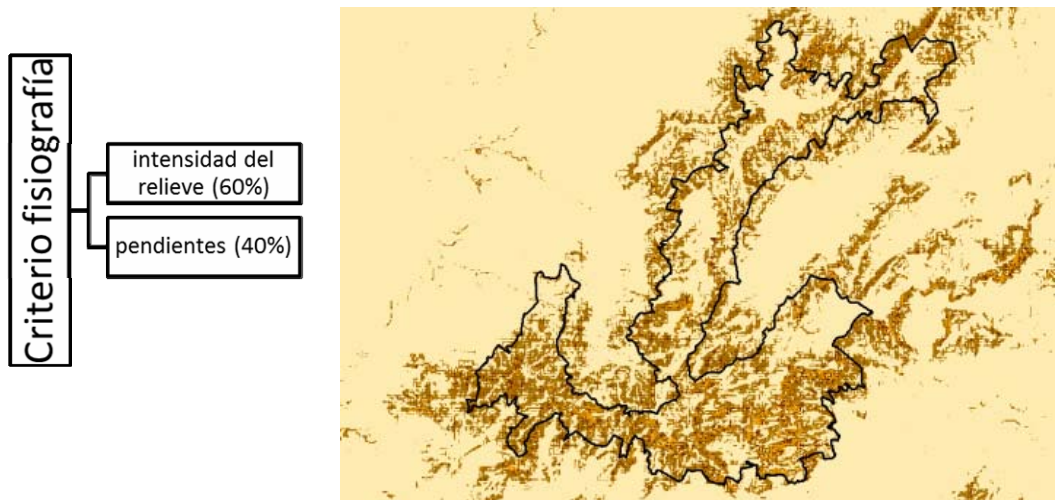 Criterio fisiografía
intensidad del
relieve (60%)
pendientes (40%)